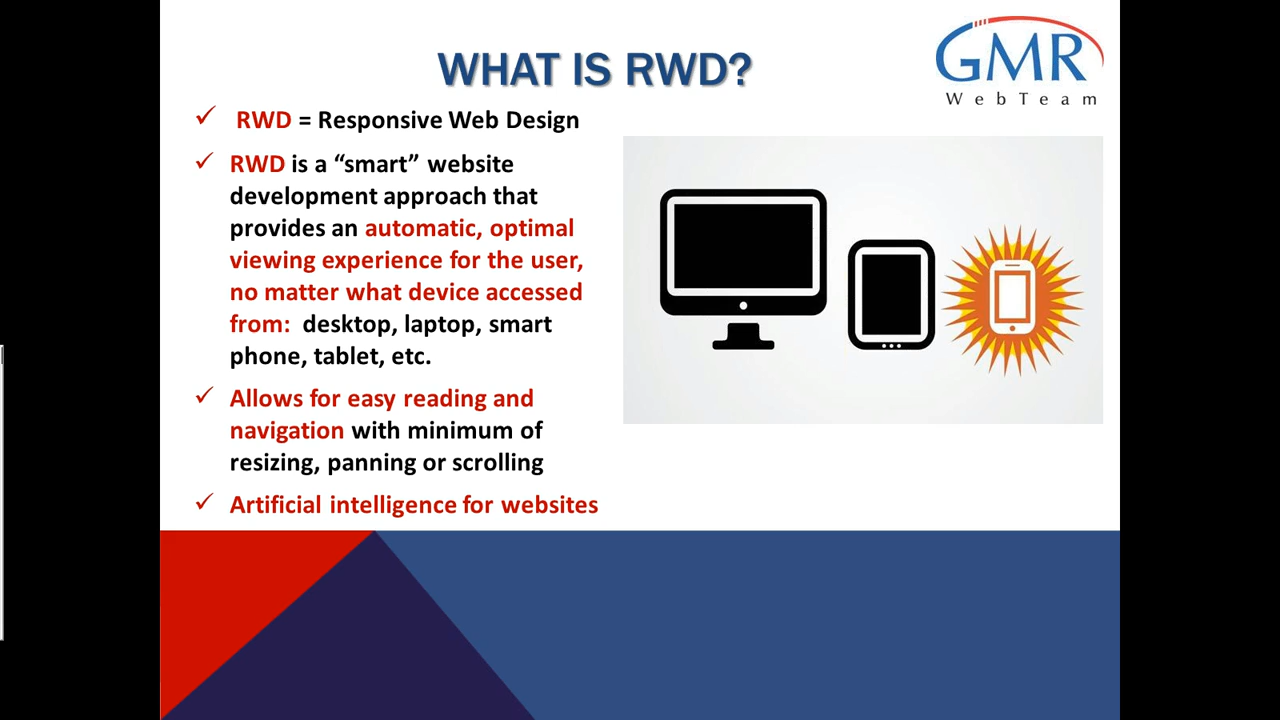 WHAT IS RWD?
GMR
WebTeam
RWD = Responsive Web Design
RWD is a “smart” website
development approach that
provides an automatic, optimal
viewing experience for the user,
no matter what device accessed
from: desktop, laptop, smart
phone, tablet, etc.
Allows for easy reading and
navigation with minimum of
resizing, panning or scrolling
Artificial intelligence for websites